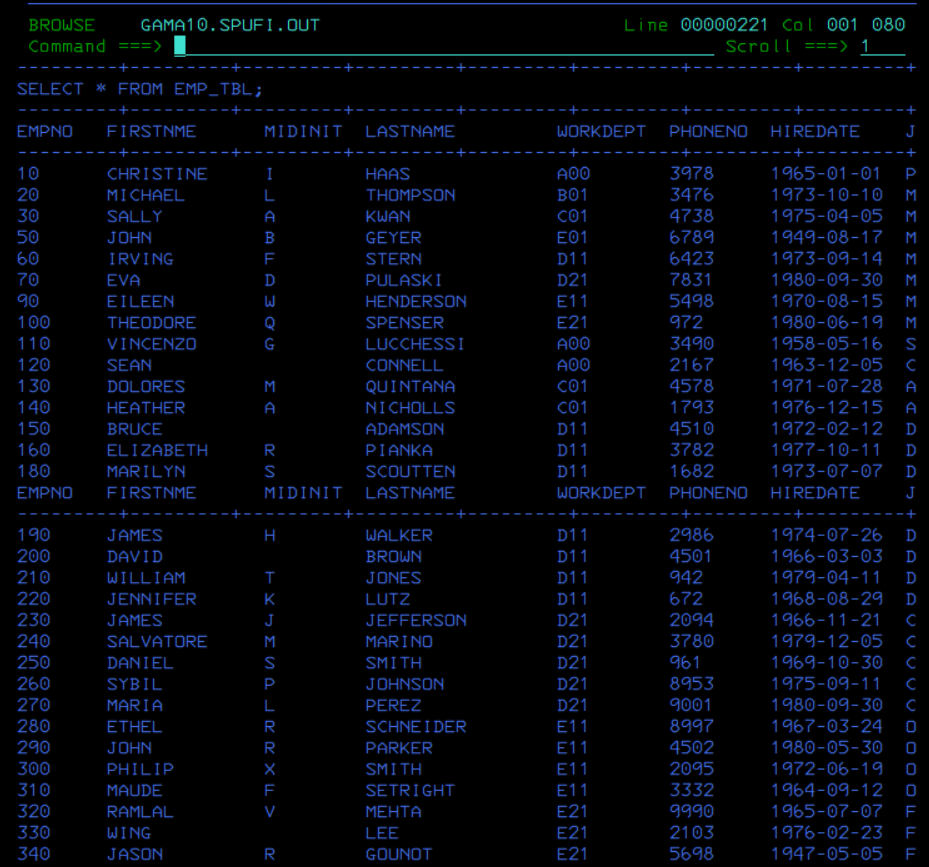 BROWSE    GAMA10.SPUFI.OUT                            Line 00000221 Col 001 080
Command ===>                                                  Scroll ===> 1
---------+---------+---------+---------+---------+---------+---------+---------+
SELECT * FROM EMP_TBL;
---------+---------+---------+---------+---------+---------+---------+---------+
EMPNO   FIRSTNME      MIDINIT  LASTNAME         WORKDEPT  PHONENO  HIREDATE    J
---------+---------+---------+---------+---------+---------+---------+---------+
10      CHRISTINE     I        HAAS             A00       3978     1965-01-01  P
20      MICHAEL       L        THOMPSON         B01       3476     1973-10-10  M
30      SALLY         A        KWAN             C01       4738     1975-04-05  M
50      JOHN          B        GEYER            E01       6789     1949-08-17  M
60      IRVING        F        STERN            D11       6423     1973-09-14  M
70      EVA           D        PULASKI          D21       7831     1980-09-30  M
90      EILEEN        W        HENDERSON        E11       5498     1970-08-15  M
100     THEODORE      Q        SPENSER          E21       972      1980-06-19  M
110     VINCENZO      G        LUCCHESSI        A00       3490     1958-05-16  S
120     SEAN                   CONNELL          A00       2167     1963-12-05  C
130     DOLORES       M        QUINTANA         C01       4578     1971-07-28  A
140     HEATHER       A        NICHOLLS         C01       1793     1976-12-15  A
150     BRUCE                  ADAMSON          D11       4510     1972-02-12  D
160     ELIZABETH     R        PIANKA           D11       3782     1977-10-11  D
180     MARILYN       S        SCOUTTEN         D11       1682     1973-07-07  D
EMPNO   FIRSTNME      MIDINIT  LASTNAME         WORKDEPT  PHONENO  HIREDATE    J
---------+---------+---------+---------+---------+---------+---------+---------+
190     JAMES         H        WALKER           D11       2986     1974-07-26  D
200     DAVID                  BROWN            D11       4501     1966-03-03  D
210     WILLIAM       T        JONES            D11       942      1979-04-11  D
220     JENNIFER      K        LUTZ             D11       672      1968-08-29  D
230     JAMES         J        JEFFERSON        D21       2094     1966-11-21  C
240     SALVATORE     M        MARINO           D21       3780     1979-12-05  C
250     DANIEL        S        SMITH            D21       961      1969-10-30  C
260     SYBIL         P        JOHNSON          D21       8953     1975-09-11  C
270     MARIA         L        PEREZ            D21       9001     1980-09-30  C
280     ETHEL         R        SCHNEIDER        E11       8997     1967-03-24  O
290     JOHN          R        PARKER           E11       4502     1980-05-30  O
300     PHILIP        X        SMITH            E11       2095     1972-06-19  O
310     MAUDE         F        SETRIGHT         E11       3332     1964-09-12  O
320     RAMLAL        V        MEHTA            E21       9990     1965-07-07  F
330     WING                   LEE              E21       2103     1976-02-23  F
340     JASON         R        GOUNOT           E21       5698     1947-05-05  F